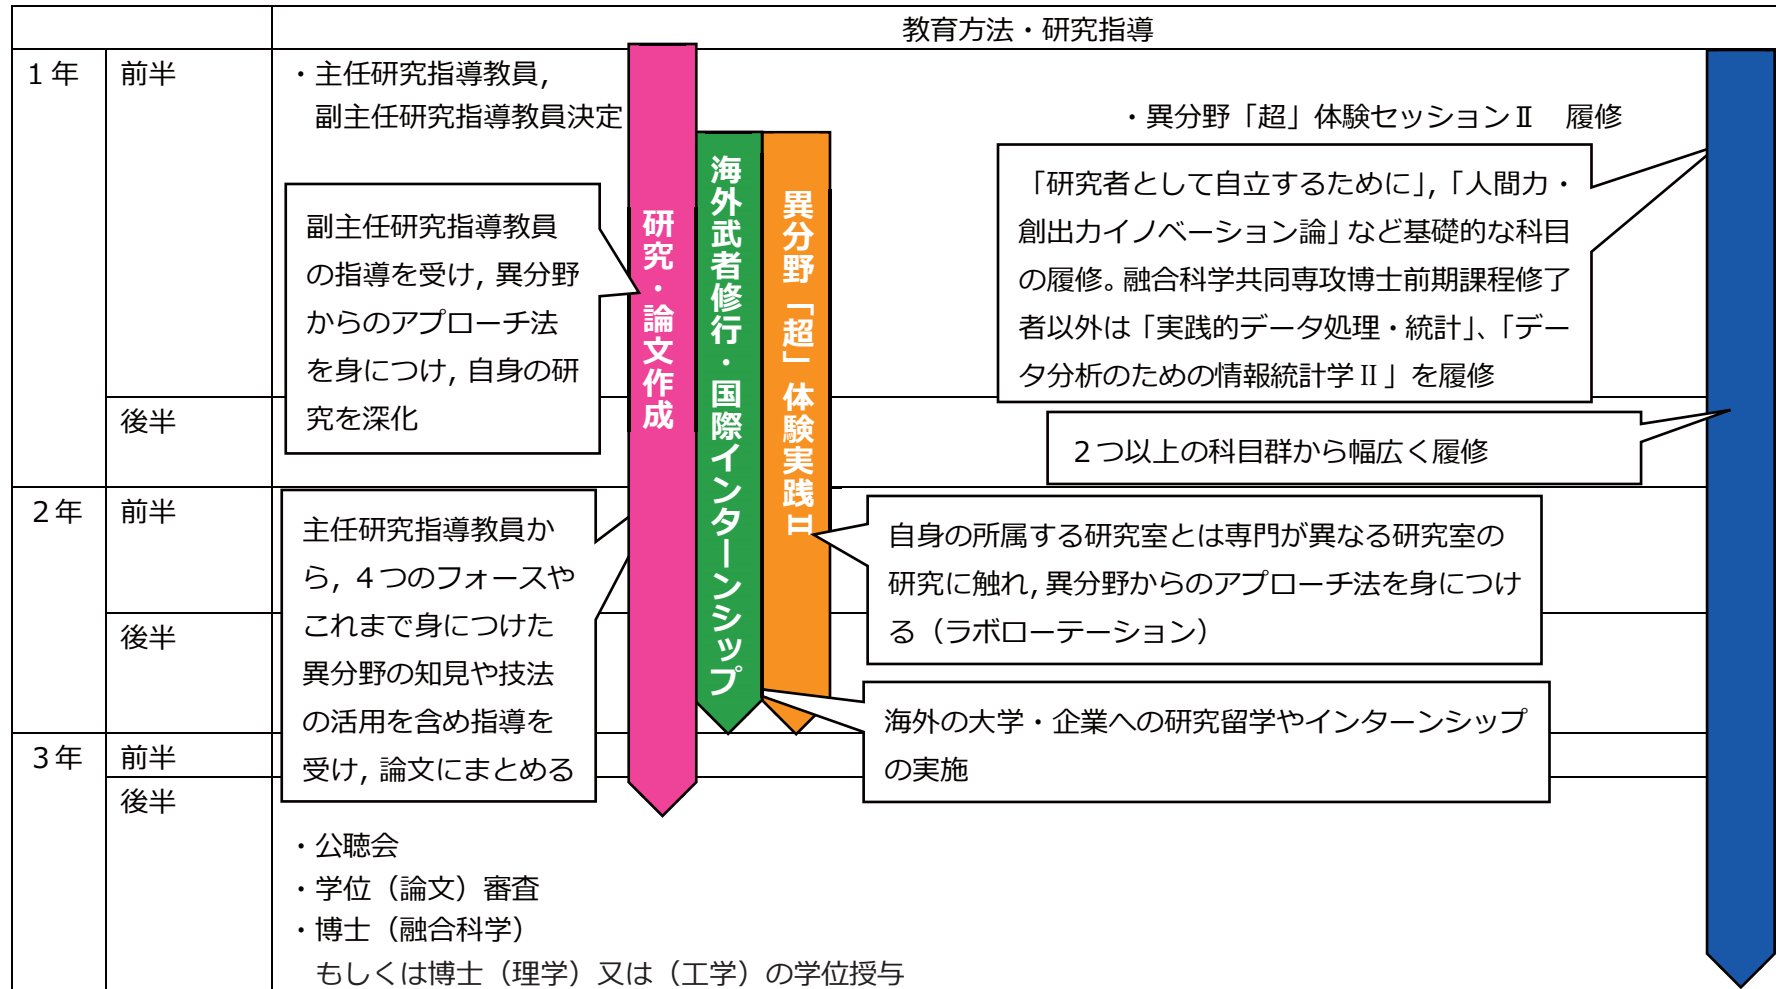 教育方法・研究指導
1年
前半
・主任研究指導教員,
副主任研究指導教員決定
・異分野「超」体験セッションⅡ　履修
「研究者として自立するために」,「人間力・
創出力イノベーション論」など基礎的な科目
の履修。融合科学共同専攻博士前期課程修了
者以外は「実践的データ処理・統計」、「デー
タ分析のための情報統計学Ⅱ」を履修
副主任研究指導教員
の指導を受け, 異分野
からのアプローチ法
を身につけ, 自身の研
究を深化
研究・論文作成
海外武者修行・国際インターンシップ
異分野「超」体験実践Ⅱ
後半
2つ以上の科目群から幅広く履修
2年
前半
主任研究指導教員か
ら, 4つのフォースや
これまで身につけた
異分野の知見や技法
の活用を含め指導を
受け, 論文にまとめる
自身の所属する研究室とは専門が異なる研究室の
研究に触れ, 異分野からのアプローチ法を身につけ
る（ラボローテーション）
後半
海外の大学・企業への研究留学やインターンシップ
の実施
3年
前半
後半
・公聴会
・学位（論文）審査
・博士（融合科学）
もしくは博士（理学）又は（工学）の学位授与